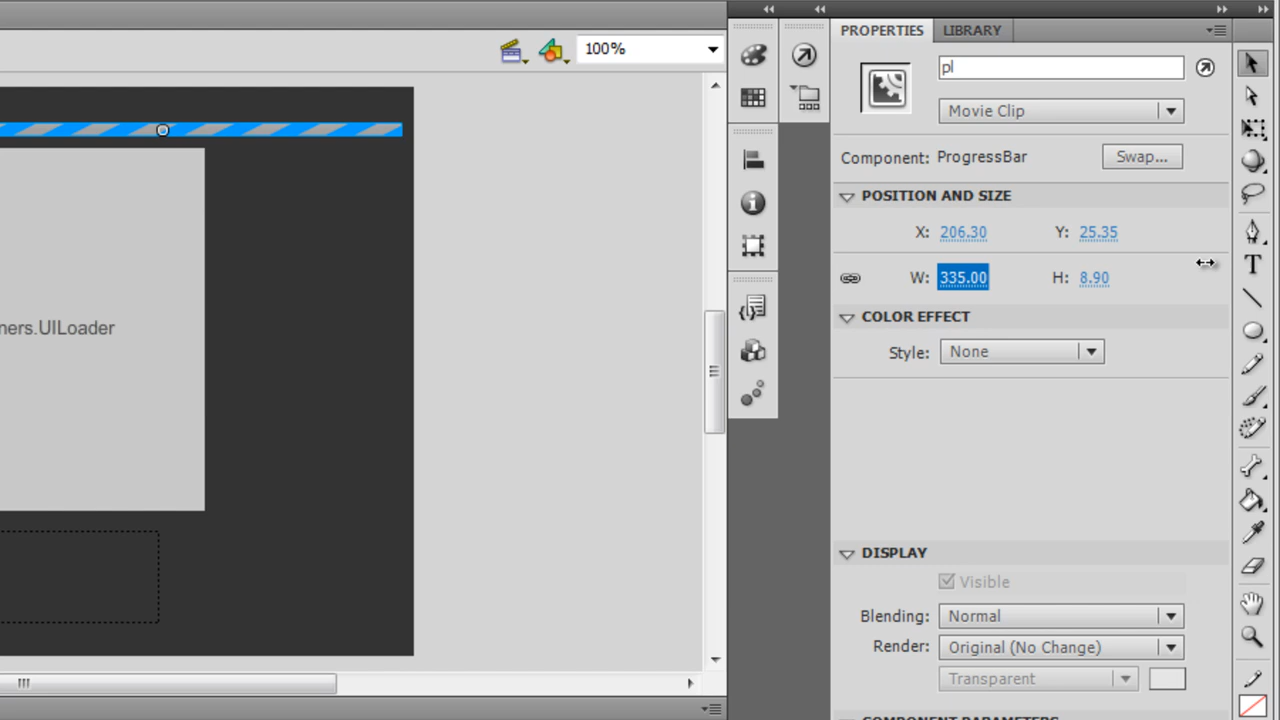 PROPERTIES LIBRARY
100%
pl
Movie Clip
Component: ProgressBar Swap...
POSITION AND SIZE
X: 206.30 Y: 25.35
W: 335.00 H: 8.90
COLOR EFFECT
Style: None
ners.UILoader
DISPLAY
Visible
Blending: Normal
Render: Original (No Change)
Transparent
COMPONENT PARAMETERS